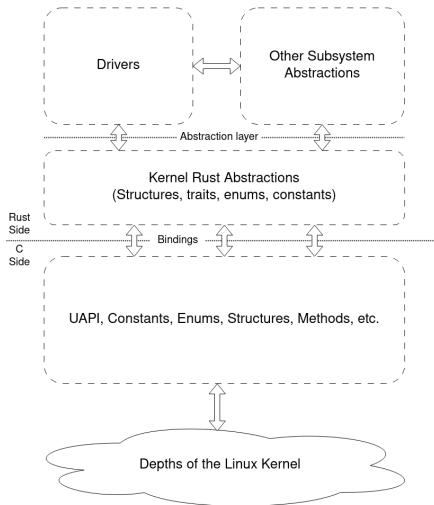 Drivers
Other Subsystem
Abstractions
Abstraction layer
Kernel Rust Abstractions
(Structures, traits, enums, constants)
Rust
Side
Bindings
C
Side
UAPI, Constants, Enums, Structures, Methods, etc.
Depths of the Linux Kernel